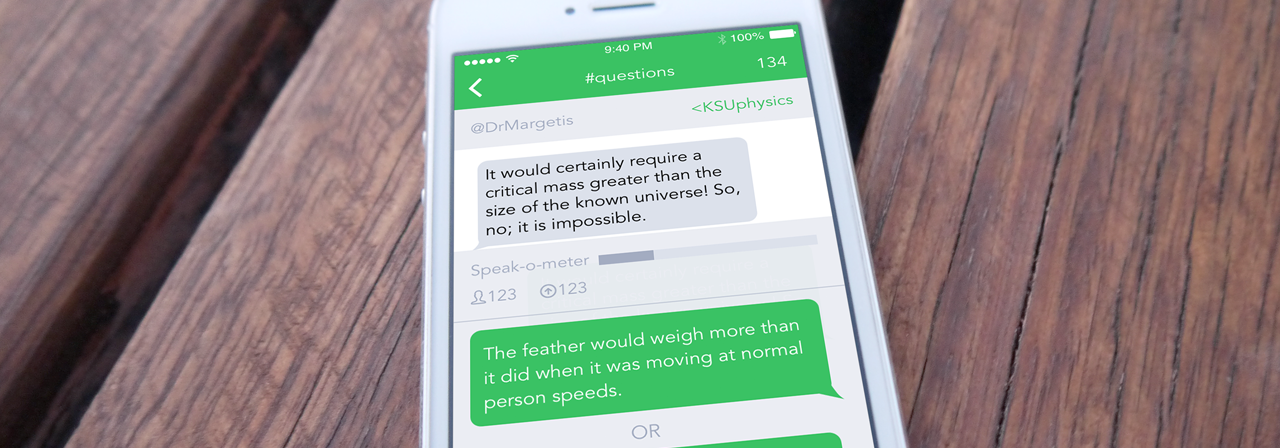 9:40 PM
100%
#questions
134
@DrMargetis
<KSUphysics
It would certainly require a
critical mass greater than the
size of the known universe! So,
no; it is impossible.
Speak-o-meter
123
123
The feather would weigh more than
it did when it was moving at normal
person speeds.
OR